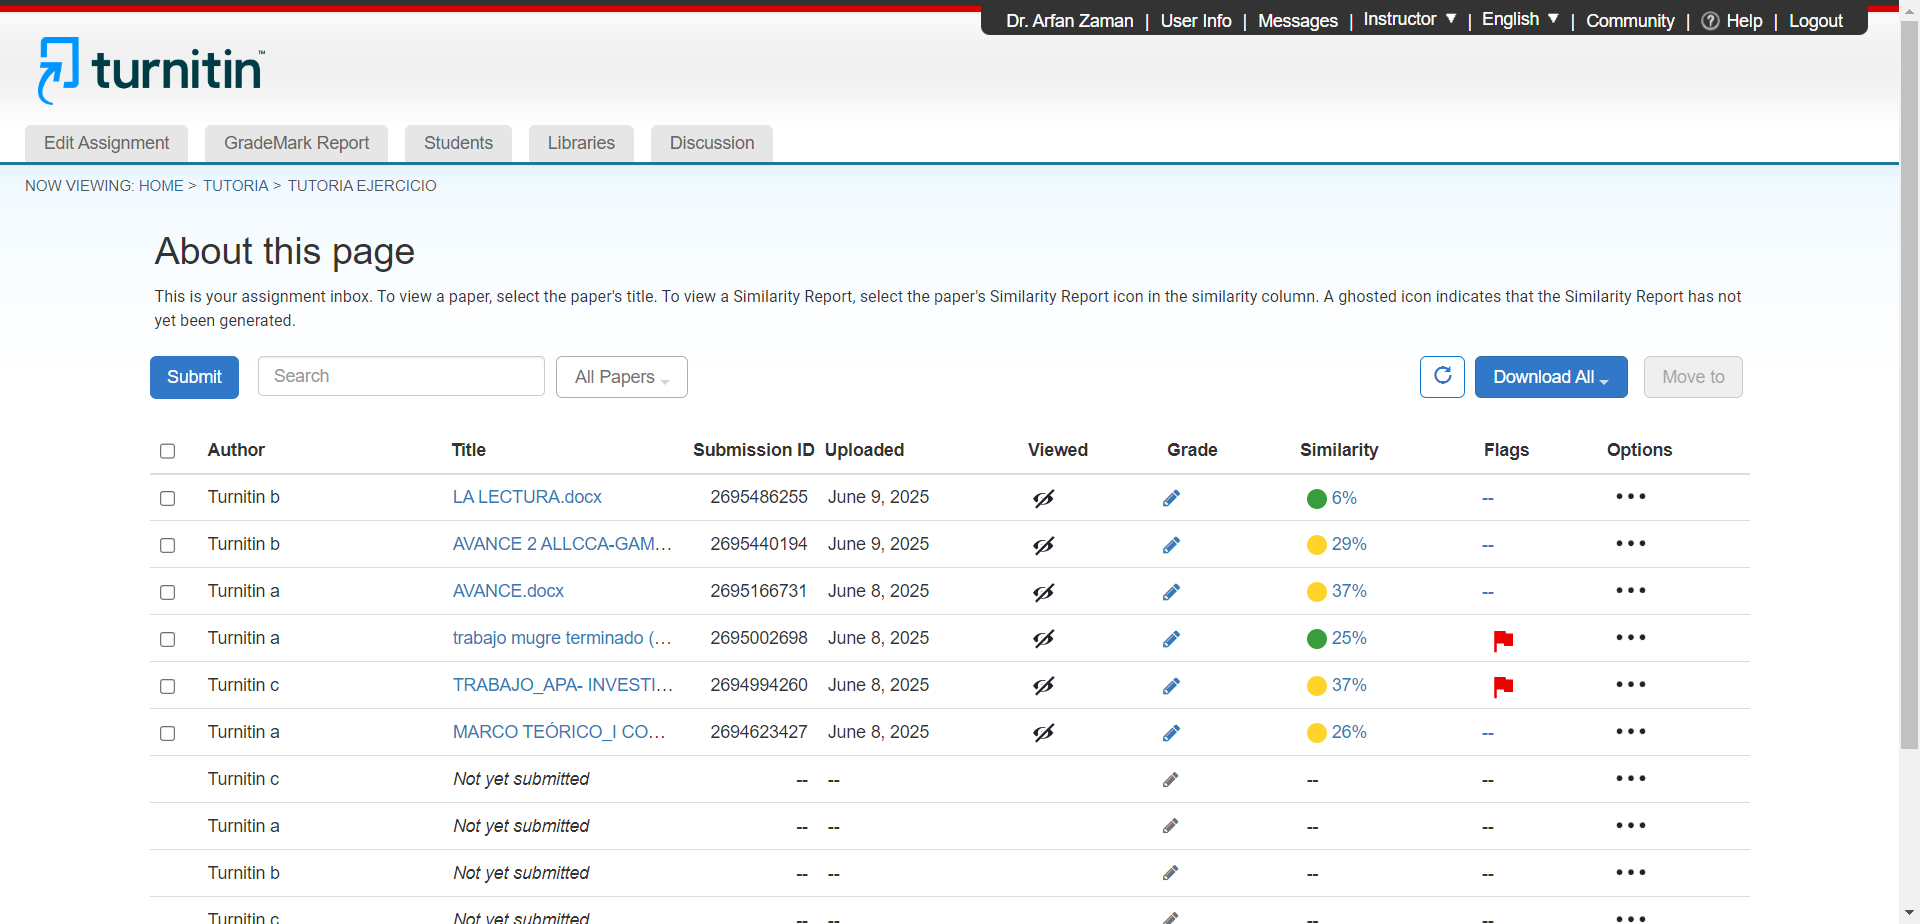 Dr. Arfan Zaman | User Info | Messages | Instructor ▼ | English ▼ | Community | ? Help | Logout
turnitin™
Edit Assignment GradeMark Report Students Libraries Discussion
NOW VIEWING: HOME > TUTORIA > TUTORIA EJERCICIO
About this page
This is your assignment inbox. To view a paper, select the paper's title. To view a Similarity Report, select the paper's Similarity Report icon in the similarity column. A ghosted icon indicates that the Similarity Report has not
yet been generated.
Submit Search All Papers Download All Move to
Author Title Submission ID Uploaded Viewed Grade Similarity Flags Options
Turnitin b LA LECTURA.docx 2695486255 June 9, 2025 6% -- •••
Turnitin b AVANCE 2 ALLCCA-GAM... 2695440194 June 9, 2025 29% -- •••
Turnitin a AVANCE.docx 2695166731 June 8, 2025 37% -- •••
Turnitin a trabajo mugre terminado (... 2695002698 June 8, 2025 25% •••
Turnitin c TRABAJO_APA- INVESTI... 2694994260 June 8, 2025 37% •••
Turnitin a MARCO TEÓRICO_I CO... 2694623427 June 8, 2025 26% -- •••
Turnitin c Not yet submitted -- -- -- -- •••
Turnitin a Not yet submitted -- -- -- -- •••
Turnitin b Not yet submitted -- -- -- -- •••
Turnitin c Not yet submitted -- -- -- -- •••